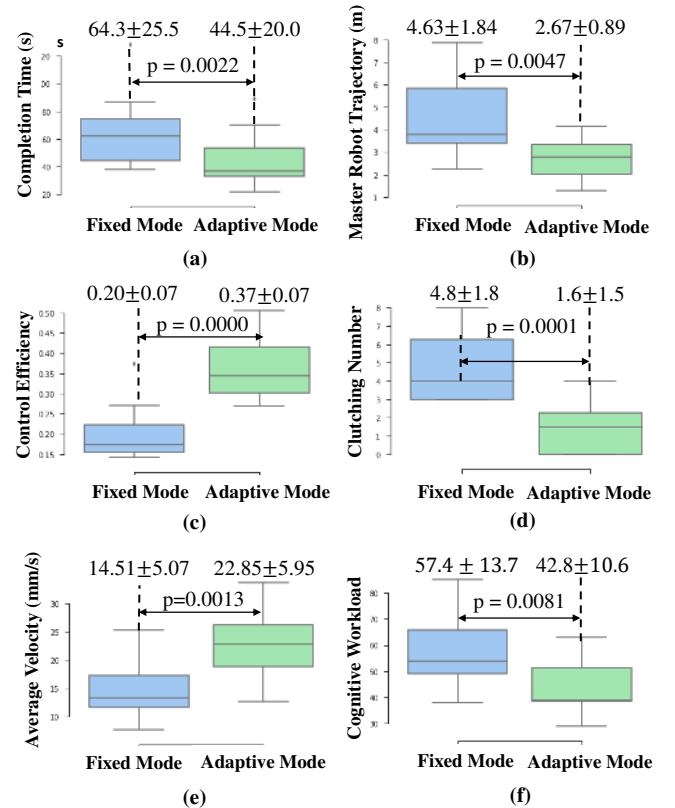 64.3±25.5 44.5±20.0
s
p = 0.0022
Completion Time (s)
20
60
40
20
Fixed Mode Adaptive Mode
(a)
4.63±1.84 2.67±0.89
p = 0.0047
Master Robot Trajectory (m)
8
7
6
5
4
3
2
1
Fixed Mode Adaptive Mode
(b)
0.20±0.07 0.37±0.07
p = 0.0000
Control Efficiency
0.50
0.45
0.40
0.35
0.30
0.25
0.20
0.15
Fixed Mode Adaptive Mode
(c)
4.8±1.8 1.6±1.5
p = 0.0001
Clutching Number
8
7
6
5
4
3
2
1
0
Fixed Mode Adaptive Mode
(d)
14.51±5.07 22.85±5.95
p=0.0013
Average Velocity (mm/s)
30
25
20
15
10
Fixed Mode Adaptive Mode
(e)
57.4 ± 13.7 42.8±10.6
p = 0.0081
Cognitive Workload
80
70
60
50
40
30
Fixed Mode Adaptive Mode
(f)